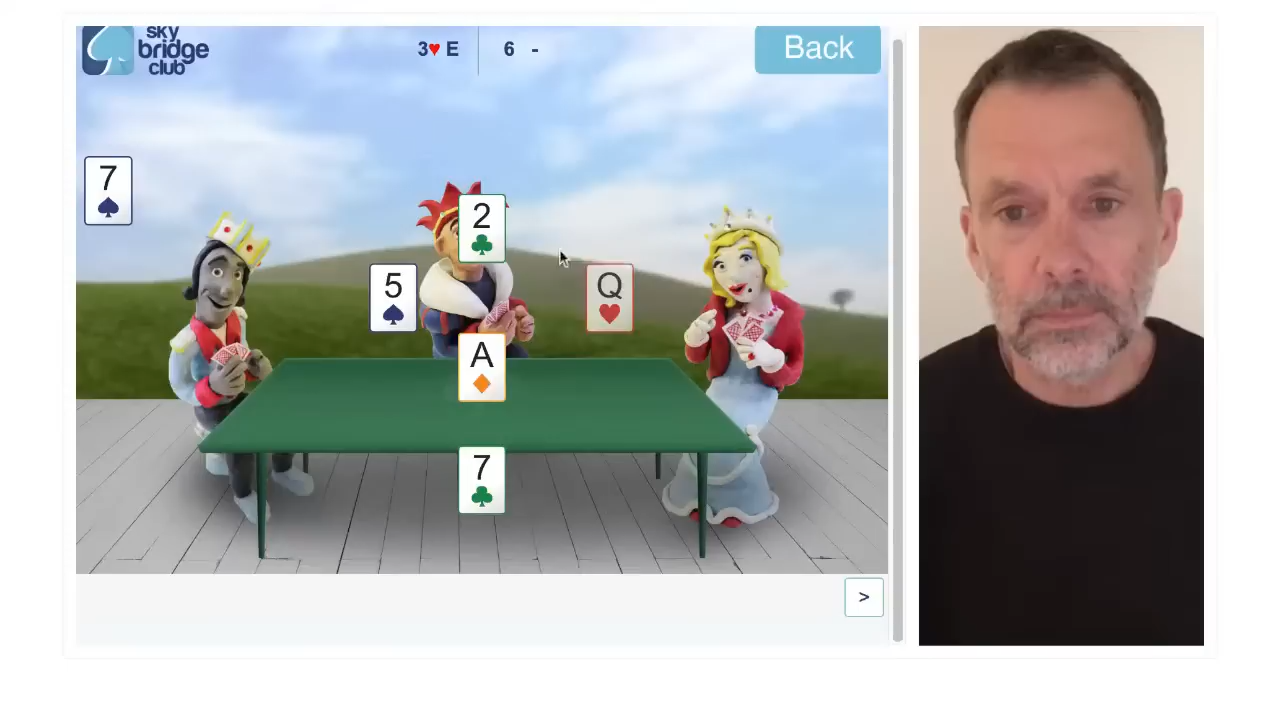 sky
bridge
club
3♥ E
6 -
Back
7♠
2♣
5♠
Q♥
A♦
7♣
>